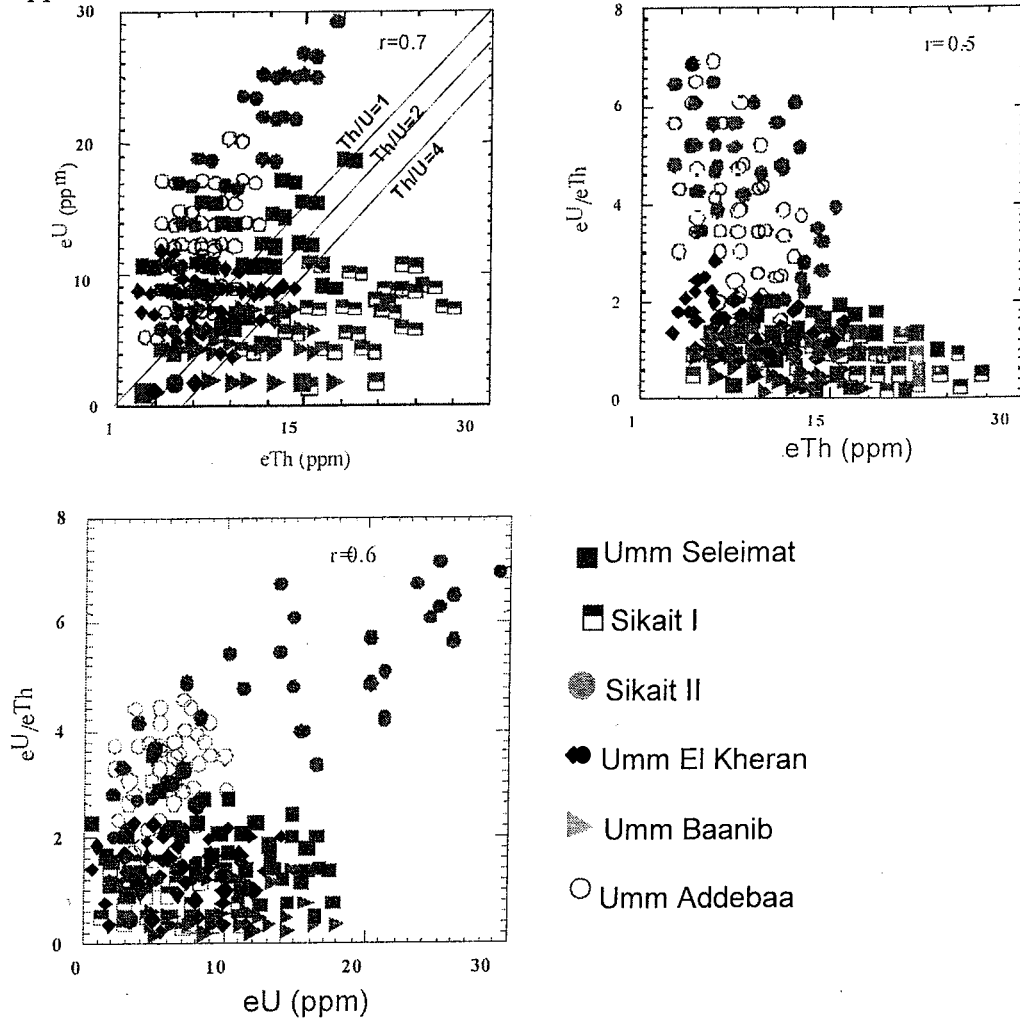 30
r=0.7
Th/U=1
Th/U=2
Th/U=4
20
eU (ppm)
10
0
1
15
30
eTh (ppm)
8
r=0.5
6
eU/eTh
4
2
0
1
15
30
eTh (ppm)
8
r=0.6
6
eU/eTh
4
2
0
0
10
20
30
eU (ppm)
Umm Seleimat
Sikait I
Sikait II
Umm El Kheran
Umm Baanib
Umm Addebaa